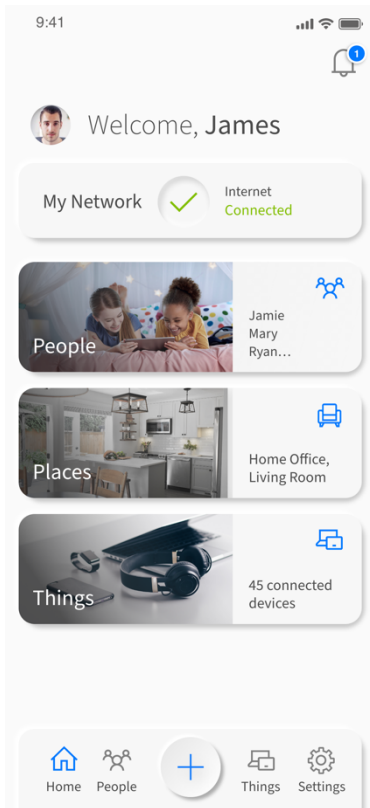 9:41
1
Welcome, James
My Network
Internet
Connected
People
Jamie
Mary
Ryan...
Places
Home Office,
Living Room
Things
45 connected
devices
Home
People
Things
Settings